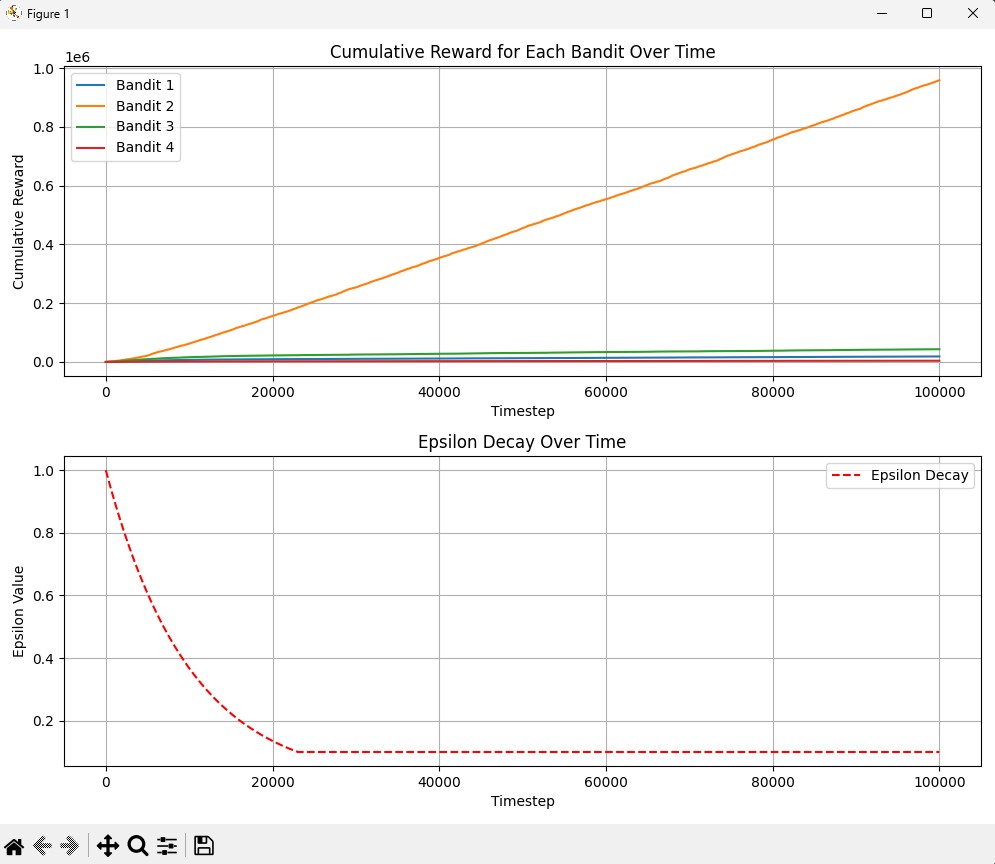 Figure 1
Cumulative Reward for Each Bandit Over Time
1e6
1.0
0.8
0.6
0.4
0.2
0.0
Cumulative Reward
Bandit 1
Bandit 2
Bandit 3
Bandit 4
0 20000 40000 60000 80000 100000
Timestep
Epsilon Decay Over Time
1.0
0.8
0.6
0.4
0.2
Epsilon Value
Epsilon Decay
0 20000 40000 60000 80000 100000
Timestep